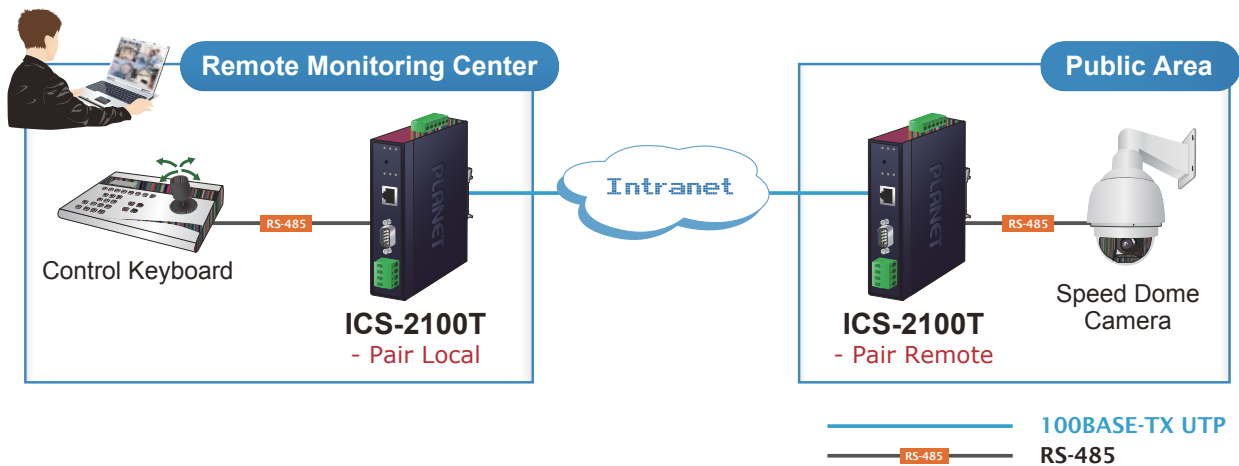 Remote Monitoring Center
Public Area
Intranet
PLANET
PLANET
RS-485
RS-485
Control Keyboard
Speed Dome
Camera
ICS-2100T
- Pair Local
ICS-2100T
- Pair Remote
100BASE-TX UTP
RS-485
RS-485